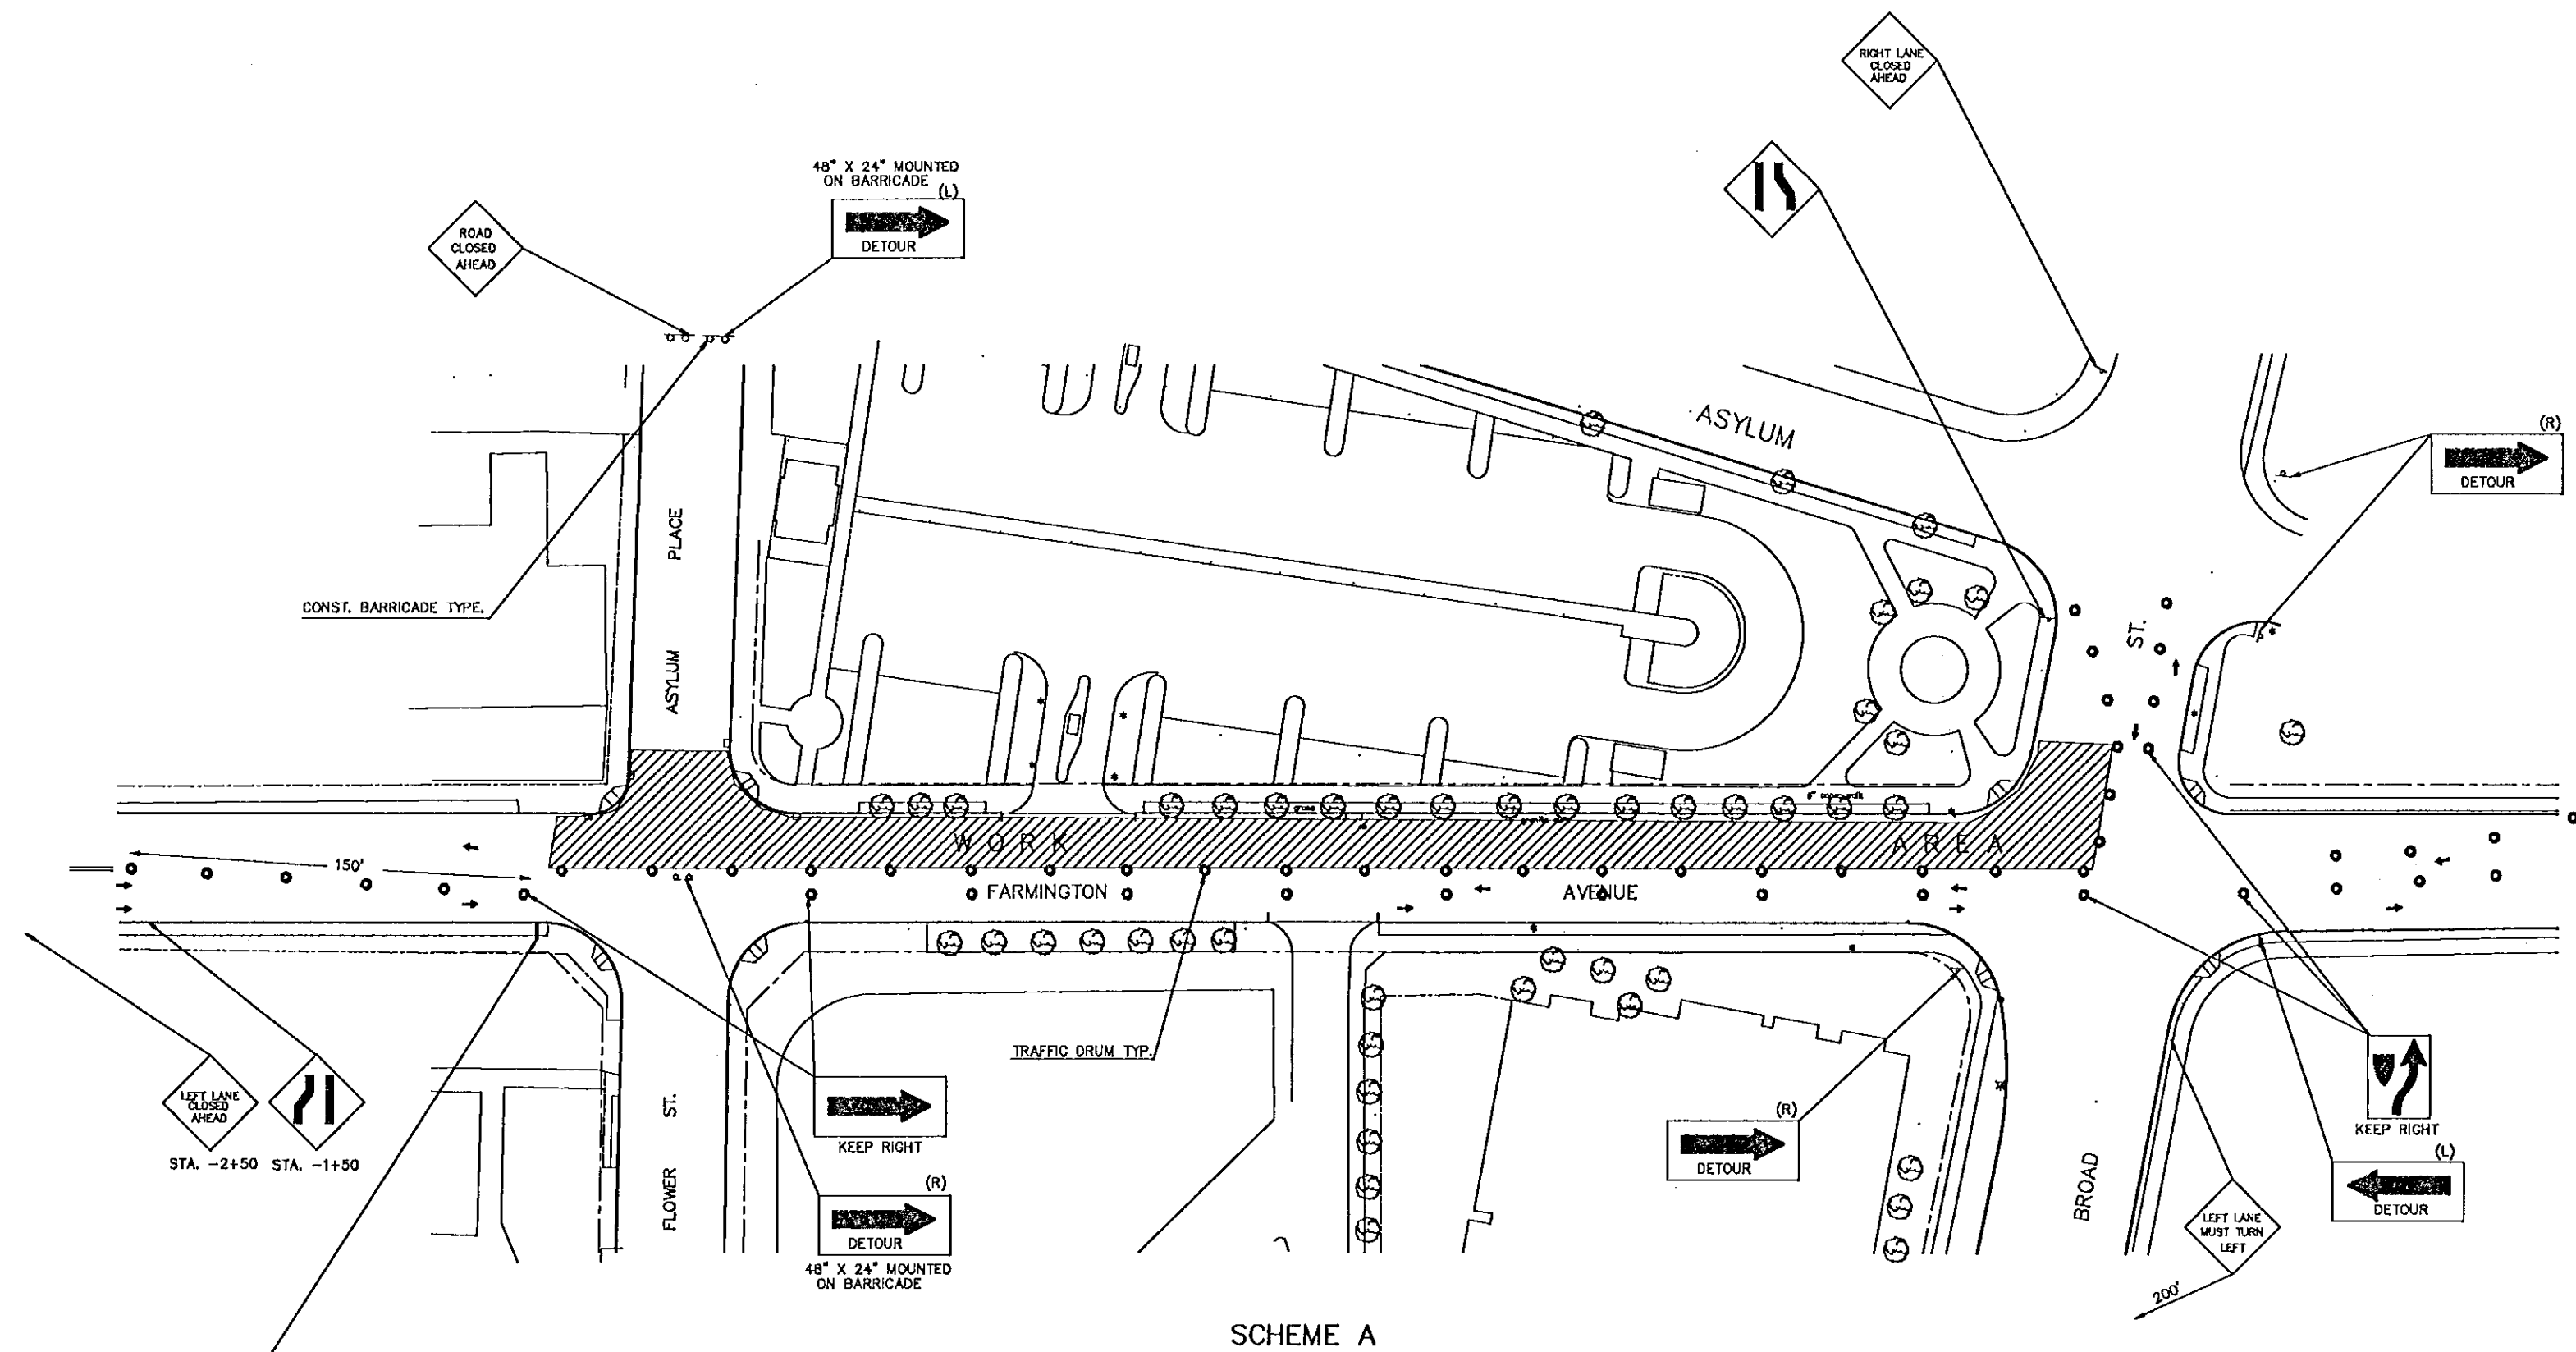 RIGHT LANE
CLOSED
AHEAD
48" X 24" MOUNTED
ON BARRICADE
(L)
DETOUR
ROAD
CLOSED
AHEAD
ASYLUM
(R)
DETOUR
PLACE
CONST. BARRICADE TYPE.
ST.
ASYLUM
WORK
AREA
150'
FARMINGTON
AVENUE
TRAFFIC DRUM TYP.
LEFT LANE
CLOSED
AHEAD
STA. -2+50
STA. -1+50
KEEP RIGHT
ST.
FLOWER
(R)
DETOUR
48" X 24" MOUNTED
ON BARRICADE
(R)
DETOUR
KEEP RIGHT
(L)
DETOUR
BROAD
LEFT LANE
MUST TURN
LEFT
200'
SCHEME A